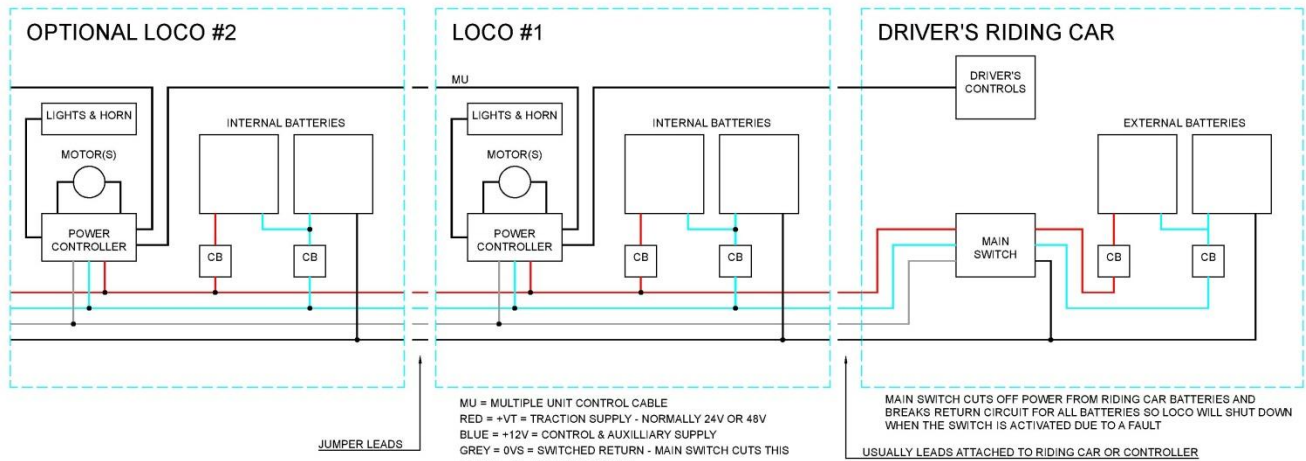 OPTIONAL LOCO #2
LIGHTS & HORN
INTERNAL BATTERIES
MOTOR(S)
POWER
CONTROLLER
CB
CB
LOCO #1
MU
LIGHTS & HORN
INTERNAL BATTERIES
MOTOR(S)
POWER
CONTROLLER
CB
CB
DRIVER'S RIDING CAR
DRIVER'S
CONTROLS
EXTERNAL BATTERIES
MAIN
SWITCH
CB
CB
JUMPER LEADS
MU = MULTIPLE UNIT CONTROL CABLE
RED = +VT = TRACTION SUPPLY - NORMALLY 24V OR 48V
BLUE = +12V = CONTROL & AUXILLIARY SUPPLY
GREY = 0VS = SWITCHED RETURN - MAIN SWITCH CUTS THIS
MAIN SWITCH CUTS OFF POWER FROM RIDING CAR BATTERIES AND
BREAKS RETURN CIRCUIT FOR ALL BATTERIES SO LOCO WILL SHUT DOWN
WHEN THE SWITCH IS ACTIVATED DUE TO A FAULT
USUALLY LEADS ATTACHED TO RIDING CAR OR CONTROLLER